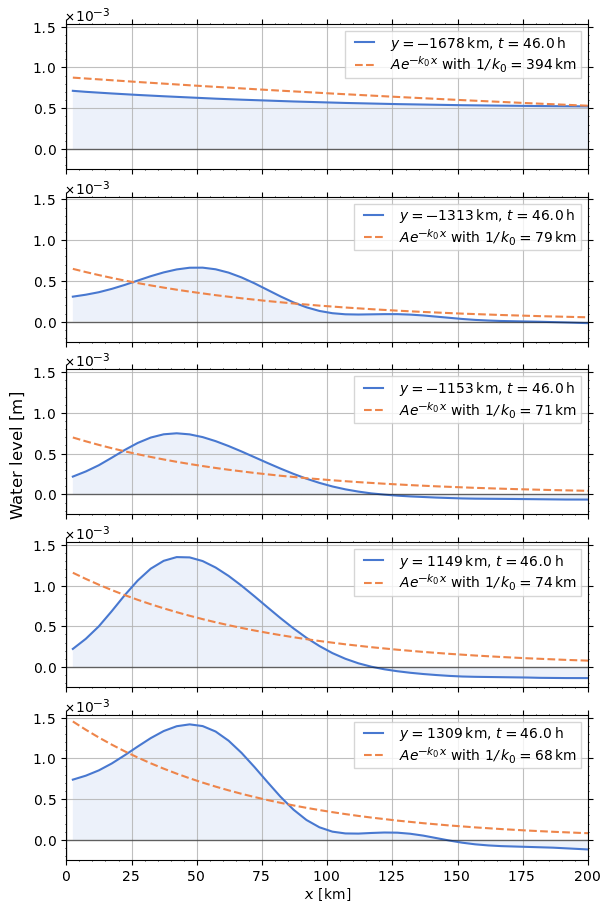 ×10⁻³
1.5
1.0
0.5
0.0
y = −1678 km, t = 46.0 h
Ae^{−k₀x} with 1/k₀ = 394 km
×10⁻³
1.5
1.0
0.5
0.0
y = −1313 km, t = 46.0 h
Ae^{−k₀x} with 1/k₀ = 79 km
×10⁻³
1.5
1.0
0.5
0.0
y = −1153 km, t = 46.0 h
Ae^{−k₀x} with 1/k₀ = 71 km
Water level [m]
×10⁻³
1.5
1.0
0.5
0.0
y = 1149 km, t = 46.0 h
Ae^{−k₀x} with 1/k₀ = 74 km
×10⁻³
1.5
1.0
0.5
0.0
y = 1309 km, t = 46.0 h
Ae^{−k₀x} with 1/k₀ = 68 km
0 25 50 75 100 125 150 175 200
x [km]